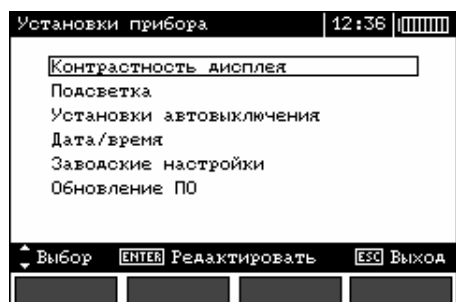 Установки прибора 12:36
Контрастность дисплея
Подсветка
Установки автовыключения
Дата/время
Заводские настройки
Обновление ПО
Выбор ENTER Редактировать ESC Выход